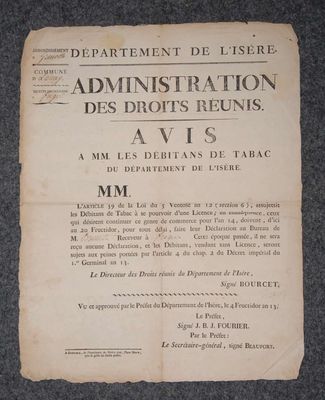 ARRONDISSEMENT
DÉPARTEMENT DE L'ISÈRE.
COMMUNE
ADMINISTRATION
DES DROITS RÉUNIS.
AVIS
A MM. LES DÉBITANS DE TABAC
DU DÉPARTEMENT DE L'ISÈRE.
MM.
L'ARTICLE 39 de la Loi du 5 Ventose an 12 (section 6), assujetit
les Débitans de Tabac à se pourvoir d'une Licence; en conséquence, ceux
qui désirent continuer ce genre de commerce pour l'an 14, doivent, d'ici
au 20 Fructidor, pour tout délai, faire leur Déclaration au Bureau de
M. Receveur à Cette époque passée, il ne sera
reçu aucune Déclaration, et les Débitans, vendant sans Licence, seront
sujets aux peines portées par l'article 4 du chap. 2 du Décret impérial du
1.er Germinal an 13.
Le Directeur des Droits réunis du Département de l'Isère,
Signé BOURCET.
VU et approuvé par le Préfet du Département de l'Isère, le 4 Fructidor an 13;
Le Préfet,
Signé J. B. J. FOURIER.
Par le Préfet:
Le Secrétaire-général, signé BEAUFORT.